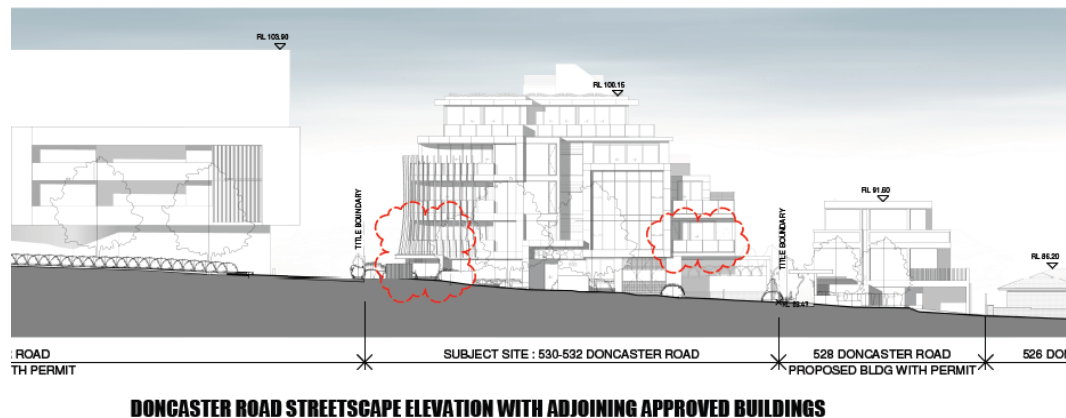 RL 103.90
RL 100.15
TITLE BOUNDARY
TITLE BOUNDARY
RL 91.60
RL 86.20
ROAD
TH PERMIT
SUBJECT SITE : 530-532 DONCASTER ROAD
528 DONCASTER ROAD
PROPOSED BLDG WITH PERMIT
526 DON
DONCASTER ROAD STREETSCAPE ELEVATION WITH ADJOINING APPROVED BUILDINGS